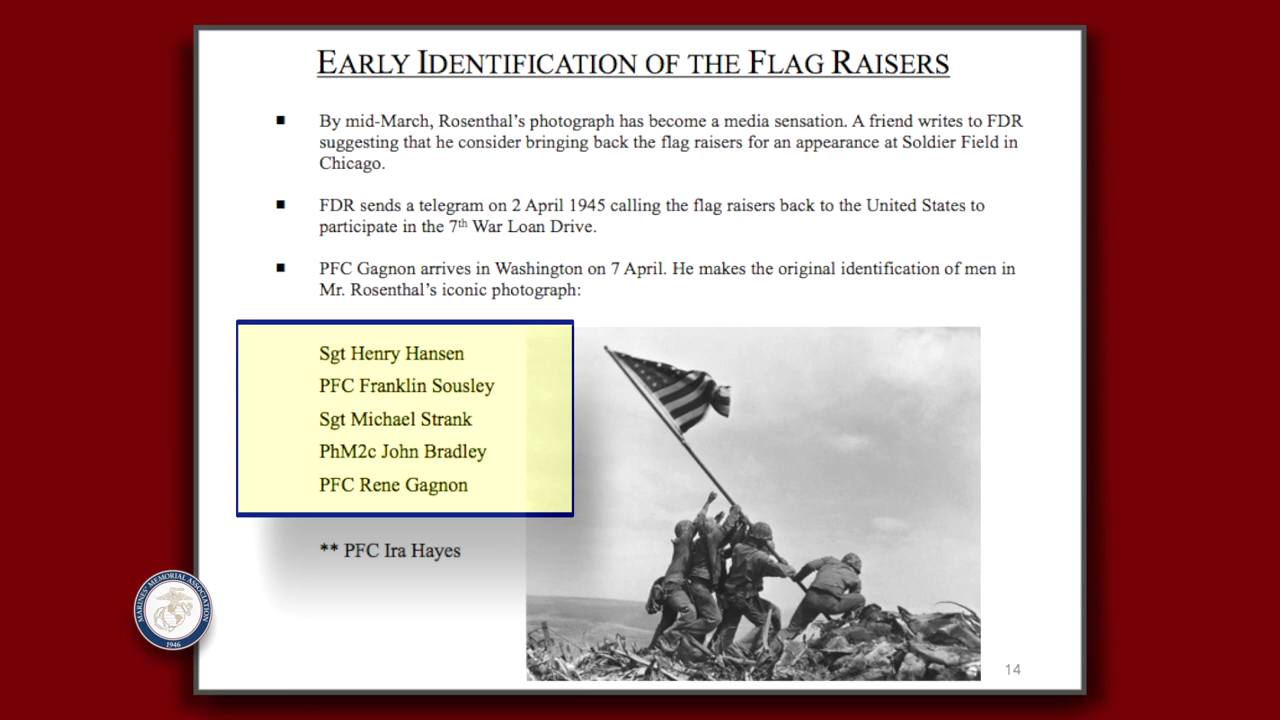 EARLY IDENTIFICATION OF THE FLAG RAISERS
By mid-March, Rosenthal’s photograph has become a media sensation. A friend writes to FDR
suggesting that he consider bringing back the flag raisers for an appearance at Soldier Field in
Chicago.
FDR sends a telegram on 2 April 1945 calling the flag raisers back to the United States to
participate in the 7th War Loan Drive.
PFC Gagnon arrives in Washington on 7 April. He makes the original identification of men in
Mr. Rosenthal’s iconic photograph:
Sgt Henry Hansen
PFC Franklin Sousley
Sgt Michael Strank
PhM2c John Bradley
PFC Rene Gagnon
** PFC Ira Hayes
MARINES' MEMORIAL ASSOCIATION
1946
14